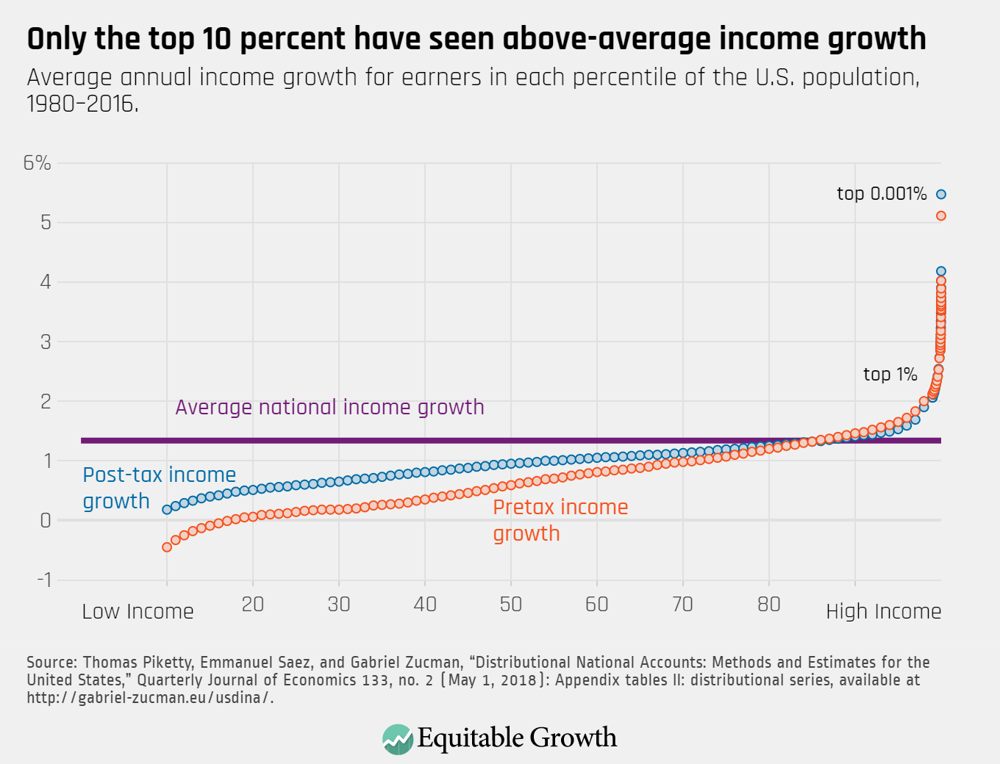 Only the top 10 percent have seen above-average income growth
Average annual income growth for earners in each percentile of the U.S. population,
1980–2016.
6%
5
4
3
2
1
0
-1
top 0.001%
top 1%
Average national income growth
Post-tax income
growth
Pretax income
growth
Low Income
20
30
40
50
60
70
80
High Income
Source: Thomas Piketty, Emmanuel Saez, and Gabriel Zucman, “Distributional National Accounts: Methods and Estimates for the
United States,” Quarterly Journal of Economics 133, no. 2 (May 1, 2018): Appendix tables II: distributional series, available at
http://gabriel-zucman.eu/usdina/.
Equitable Growth